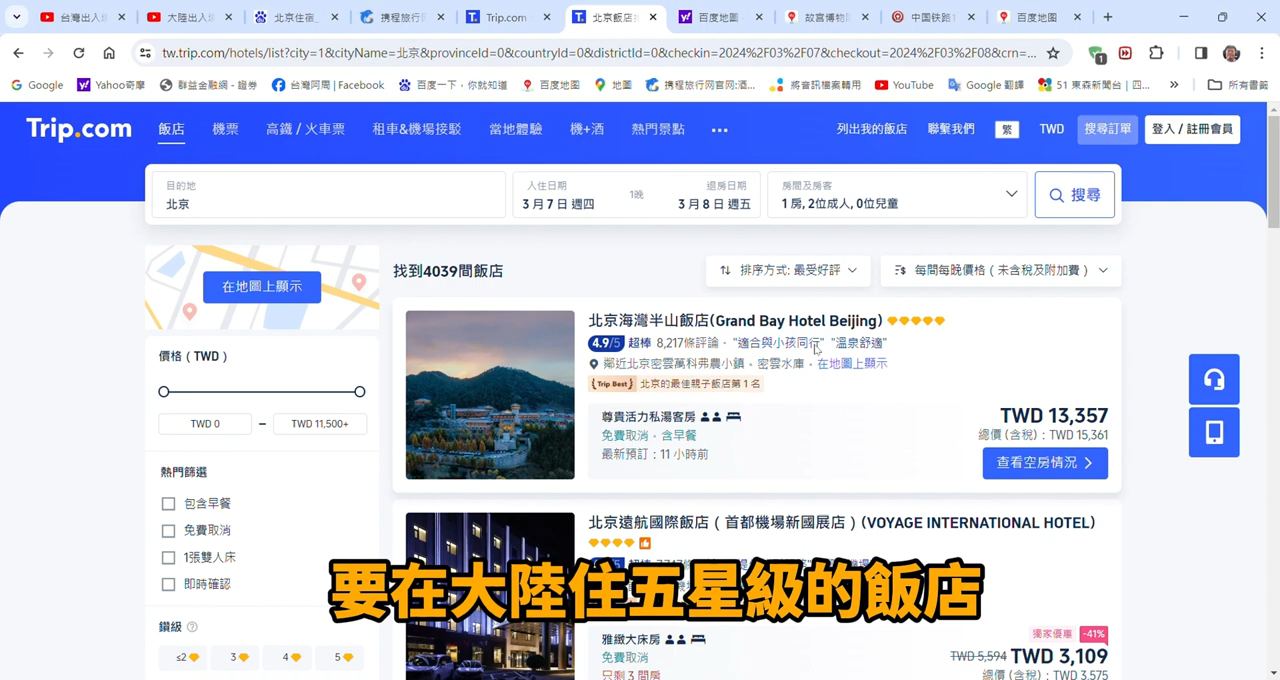 台灣出入境
大陸出入境
北京住宿_
携程旅行网
Trip.com
北京飯店推
百度地圖
故宮博物院
中国铁路1
百度地图
tw.trip.com/hotels/list?city=1&cityName=北京&provinceId=0&countryId=0&districtId=0&checkin=2024%2F03%2F07&checkout=2024%2F03%2F08&crn=...
Google
Yahoo奇摩
群益金融網 - 證券
台灣阿周 | Facebook
百度一下，你就知道
百度地图
地圖
携程旅行网官网:酒...
將音訊檔案轉用
YouTube
Google 翻譯
51 東森新聞台 | 四...
所有書籤
Trip.com
飯店
機票
高鐵 / 火車票
租車&機場接駁
當地體驗
機+酒
熱門景點
列出我的飯店
聯繫我們
繁
TWD
搜尋訂單
登入 / 註冊會員
目的地
北京
入住日期
3 月 7 日 週四
1晚
退房日期
3 月 8 日 週五
房間及房客
1 房, 2位成人, 0位兒童
搜尋
在地圖上顯示
找到4039間飯店
排序方式: 最受好評
每間每晚價格（未含稅及附加費）
價格（TWD）
TWD 0
–
TWD 11,500+
熱門篩選
包含早餐
免費取消
1張雙人床
即時確認
鑽級
≤2
3
4
5
北京海灣半山飯店(Grand Bay Hotel Beijing)
4.9/5 超棒 8,217條評論 · "適合與小孩同行" "溫泉舒適"
鄰近北京密雲萬科弗農小鎮 · 密雲水庫 · 在地圖上顯示
Trip Best 北京的最佳親子飯店第 1 名
尊貴活力私湯客房
免費取消 · 含早餐
最新預訂：11 小時前
TWD 13,357
總價 (含稅)：TWD 15,361
查看空房情況
北京遠航國際飯店（首都機場新國展店）(VOYAGE INTERNATIONAL HOTEL)
要在大陸住五星級的飯店
雅緻大床房
免費取消
只剩 3 間房
獨家優惠
-41%
TWD 5,594 TWD 3,109
總價 (含稅)：TWD 3,575